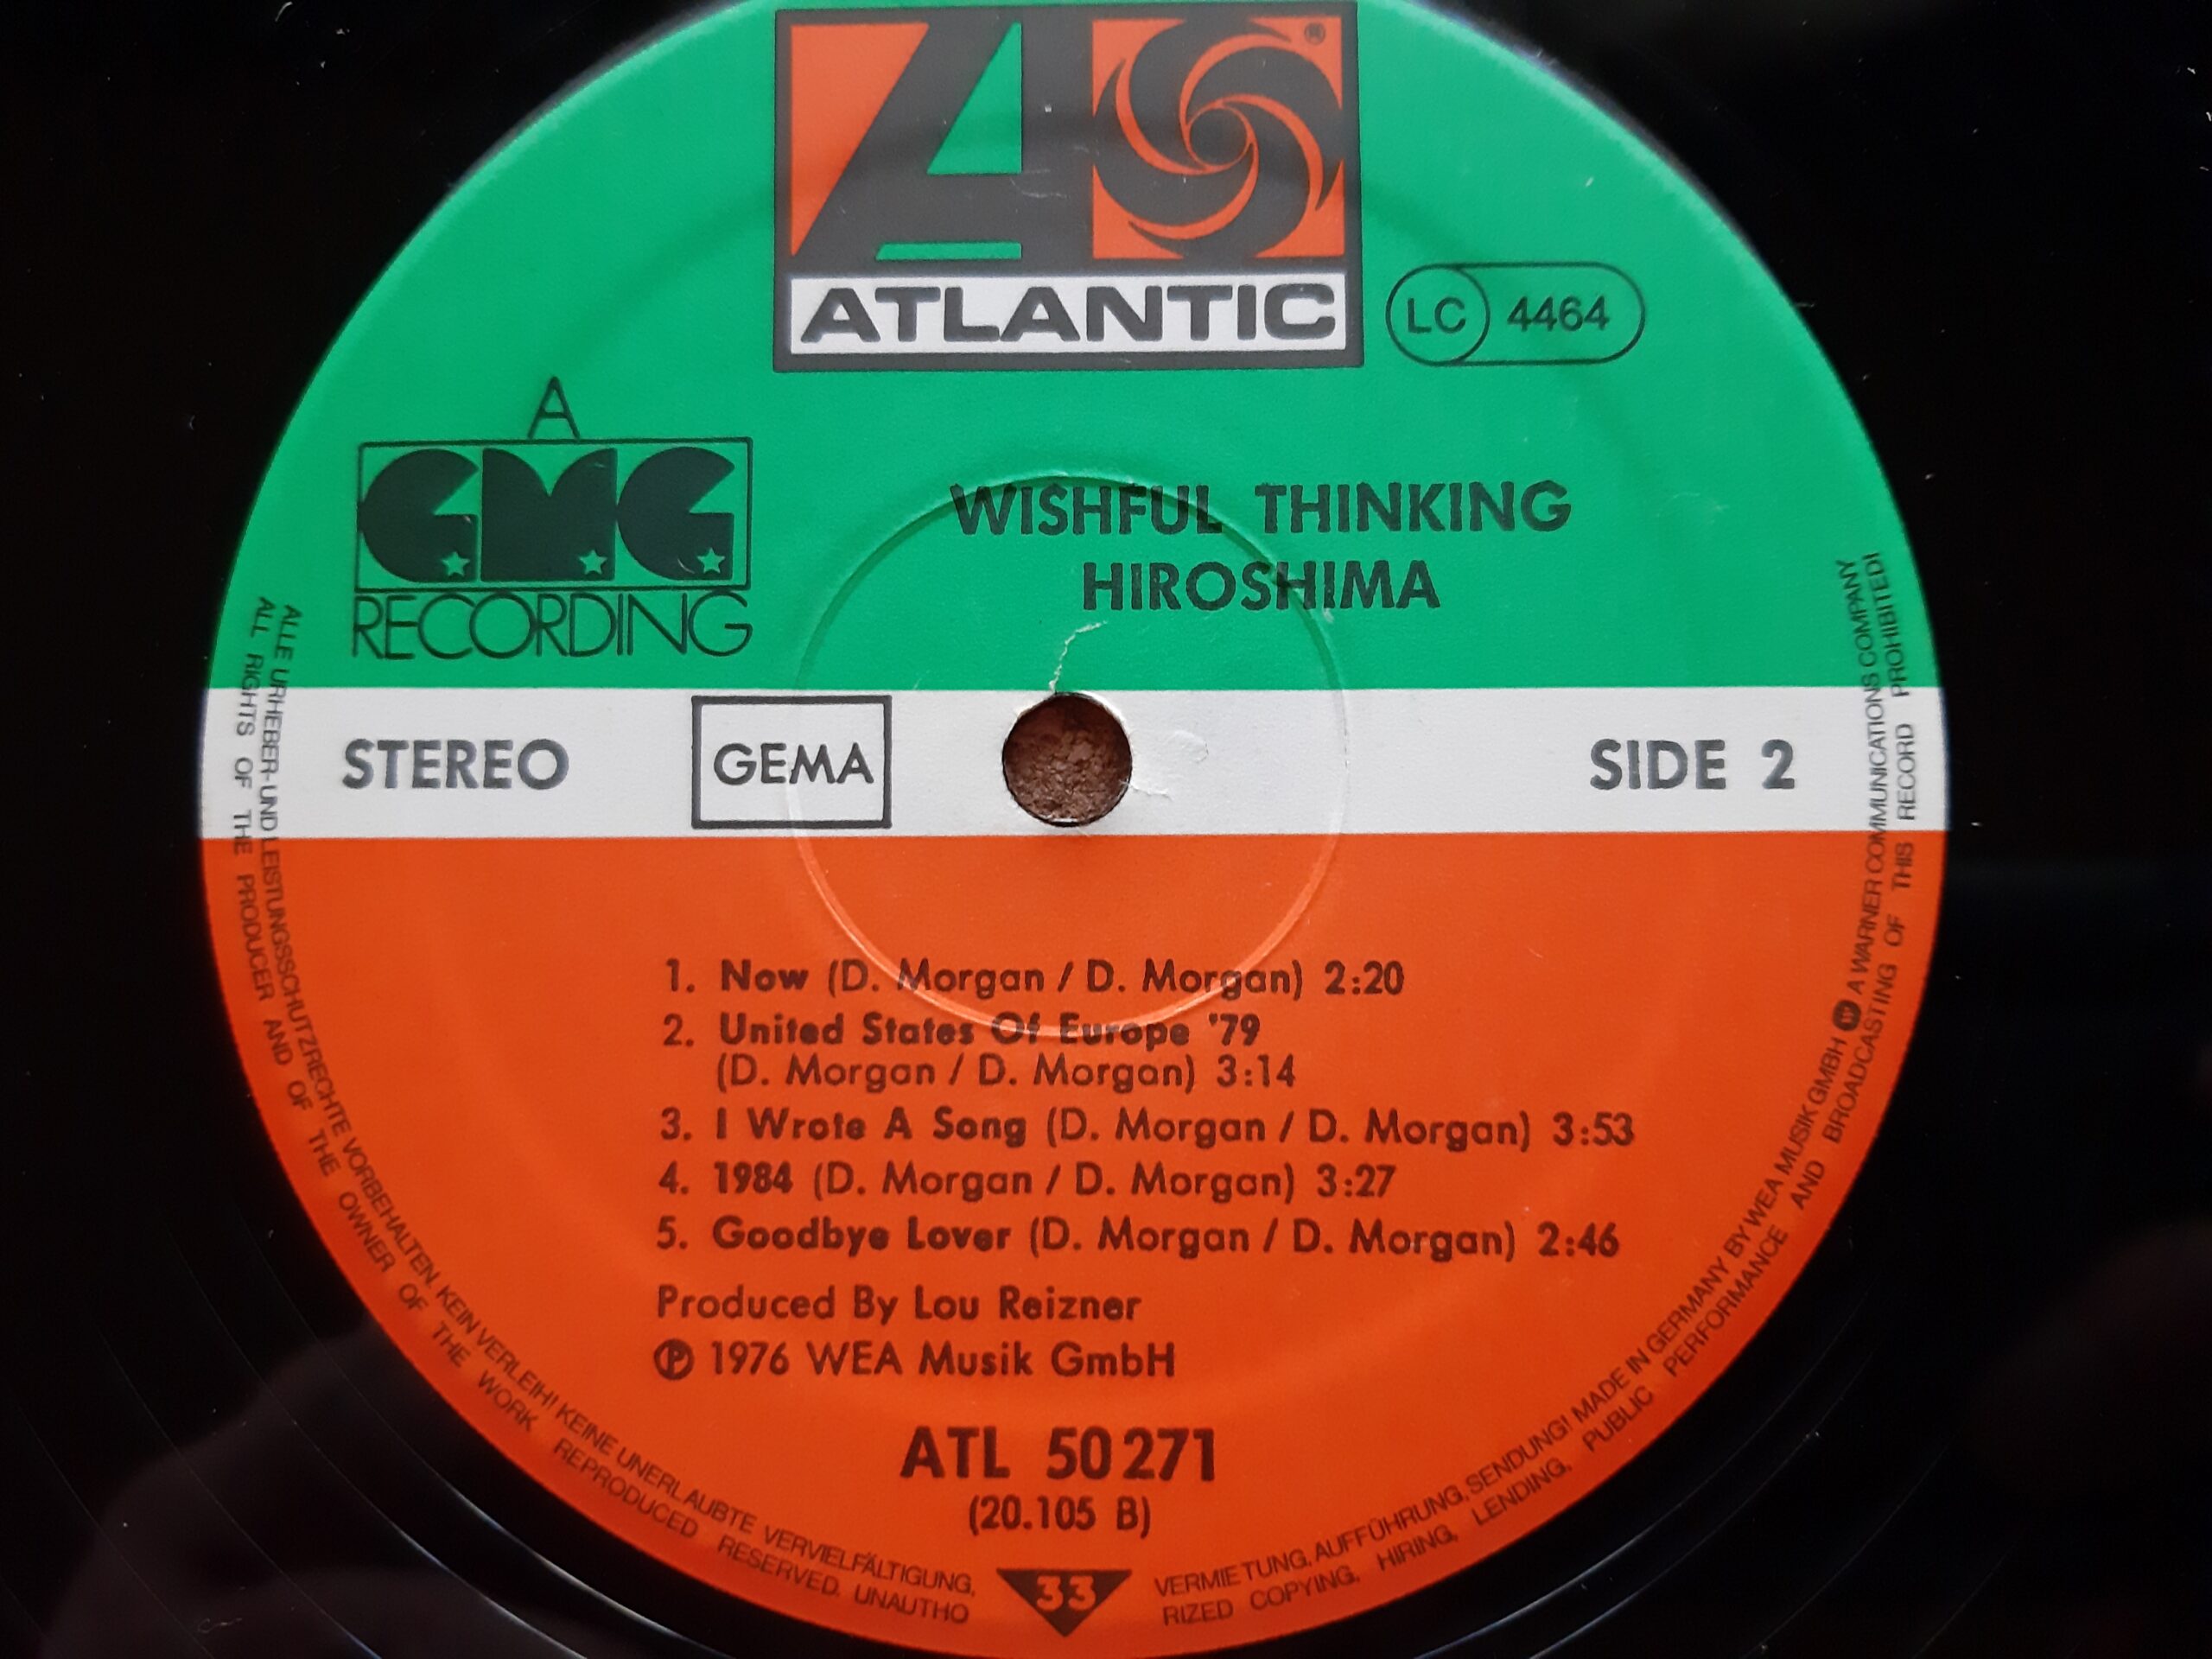 ®
ATLANTIC
LC 4464
A
G.M.G.
RECORDING
WISHFUL THINKING
HIROSHIMA
STEREO
GEMA
SIDE 2
1. Now (D. Morgan / D. Morgan) 2:20
2. United States Of Europe '79
(D. Morgan / D. Morgan) 3:14
3. I Wrote A Song (D. Morgan / D. Morgan) 3:53
4. 1984 (D. Morgan / D. Morgan) 3:27
5. Goodbye Lover (D. Morgan / D. Morgan) 2:46
Produced By Lou Reizner
℗ 1976 WEA Musik GmbH
ATL 50 271
(20.105 B)
33
ALLE URHEBER- UND LEISTUNGSSCHUTZRECHTE VORBEHALTEN. KEIN VERLEIH! KEINE UNERLAUBTE VERVIELFÄLTIGUNG, VERMIETUNG, AUFFÜHRUNG, SENDUNG! MADE IN GERMANY BY WEA MUSIK GMBH A WARNER COMMUNICATIONS COMPANY
ALL RIGHTS OF THE PRODUCER AND OF THE OWNER OF THE WORK REPRODUCED RESERVED. UNAUTHORIZED COPYING, HIRING, LENDING, PUBLIC PERFORMANCE AND BROADCASTING OF THIS RECORD PROHIBITED!